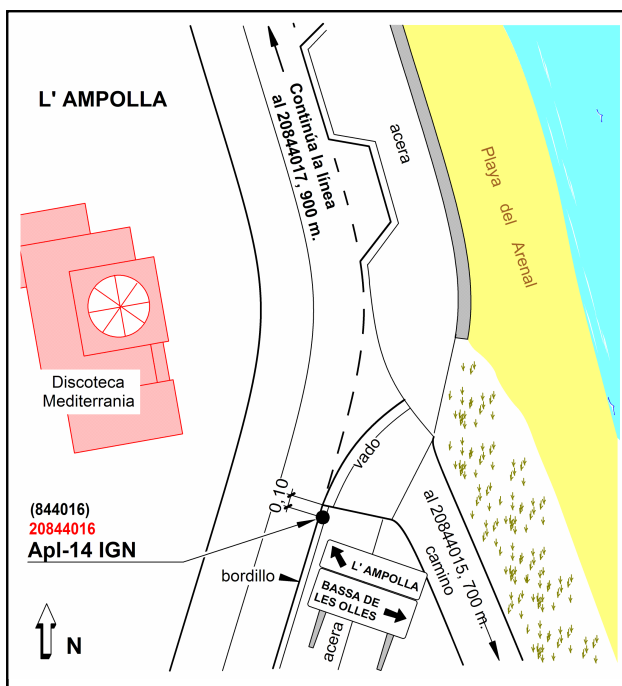 L' AMPOLLA
Continúa la línea
al 20844017, 900 m.
acera
Playa del Arenal
Discoteca
Mediterrania
vado
0,10
(844016)
20844016
Apl-14 IGN
bordillo
L' AMPOLLA
BASSA DE
LES OLLES
acera
al 20844015, 700 m.
camino
N